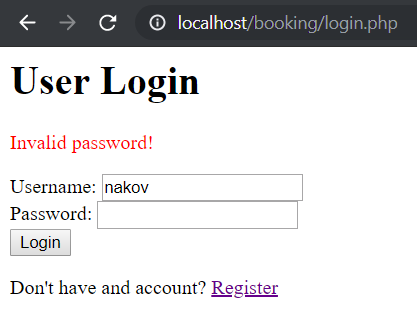 localhost/booking/login.php
User Login
Invalid password!
Username: nakov
Password:
Login
Don't have and account? Register